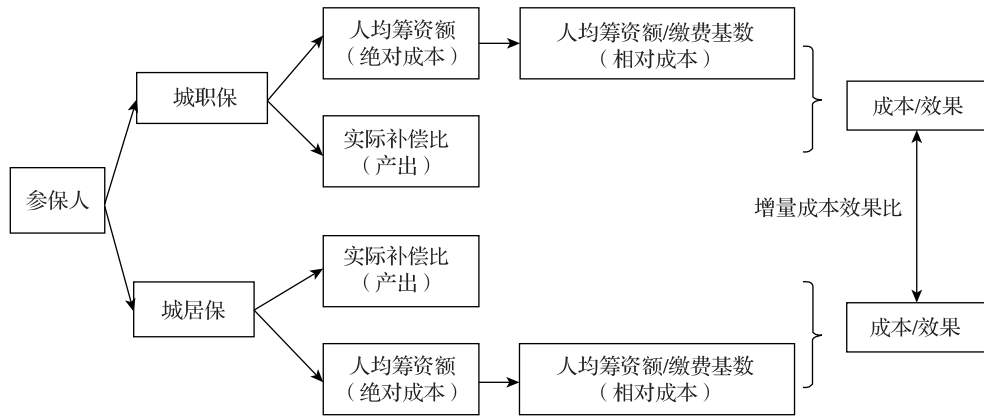 人均筹资额
（绝对成本）
人均筹资额/缴费基数
（相对成本）
城职保
成本/效果
实际补偿比
（产出）
参保人
增量成本效果比
实际补偿比
（产出）
城居保
成本/效果
人均筹资额
（绝对成本）
人均筹资额/缴费基数
（相对成本）